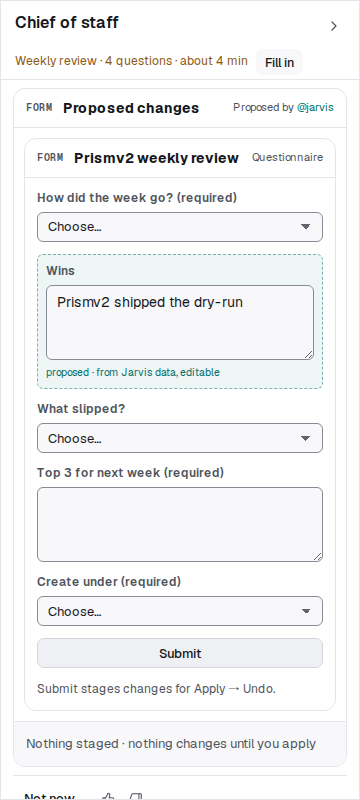 Chief of staff
Weekly review · 4 questions · about 4 min
Fill in
FORM Proposed changes Proposed by @jarvis
FORM Prismv2 weekly review Questionnaire
How did the week go? (required)
Choose…
Wins
Prismv2 shipped the dry-run
proposed · from Jarvis data, editable
What slipped?
Choose…
Top 3 for next week (required)
Create under (required)
Choose…
Submit
Submit stages changes for Apply → Undo.
Nothing staged · nothing changes until you apply
Not now